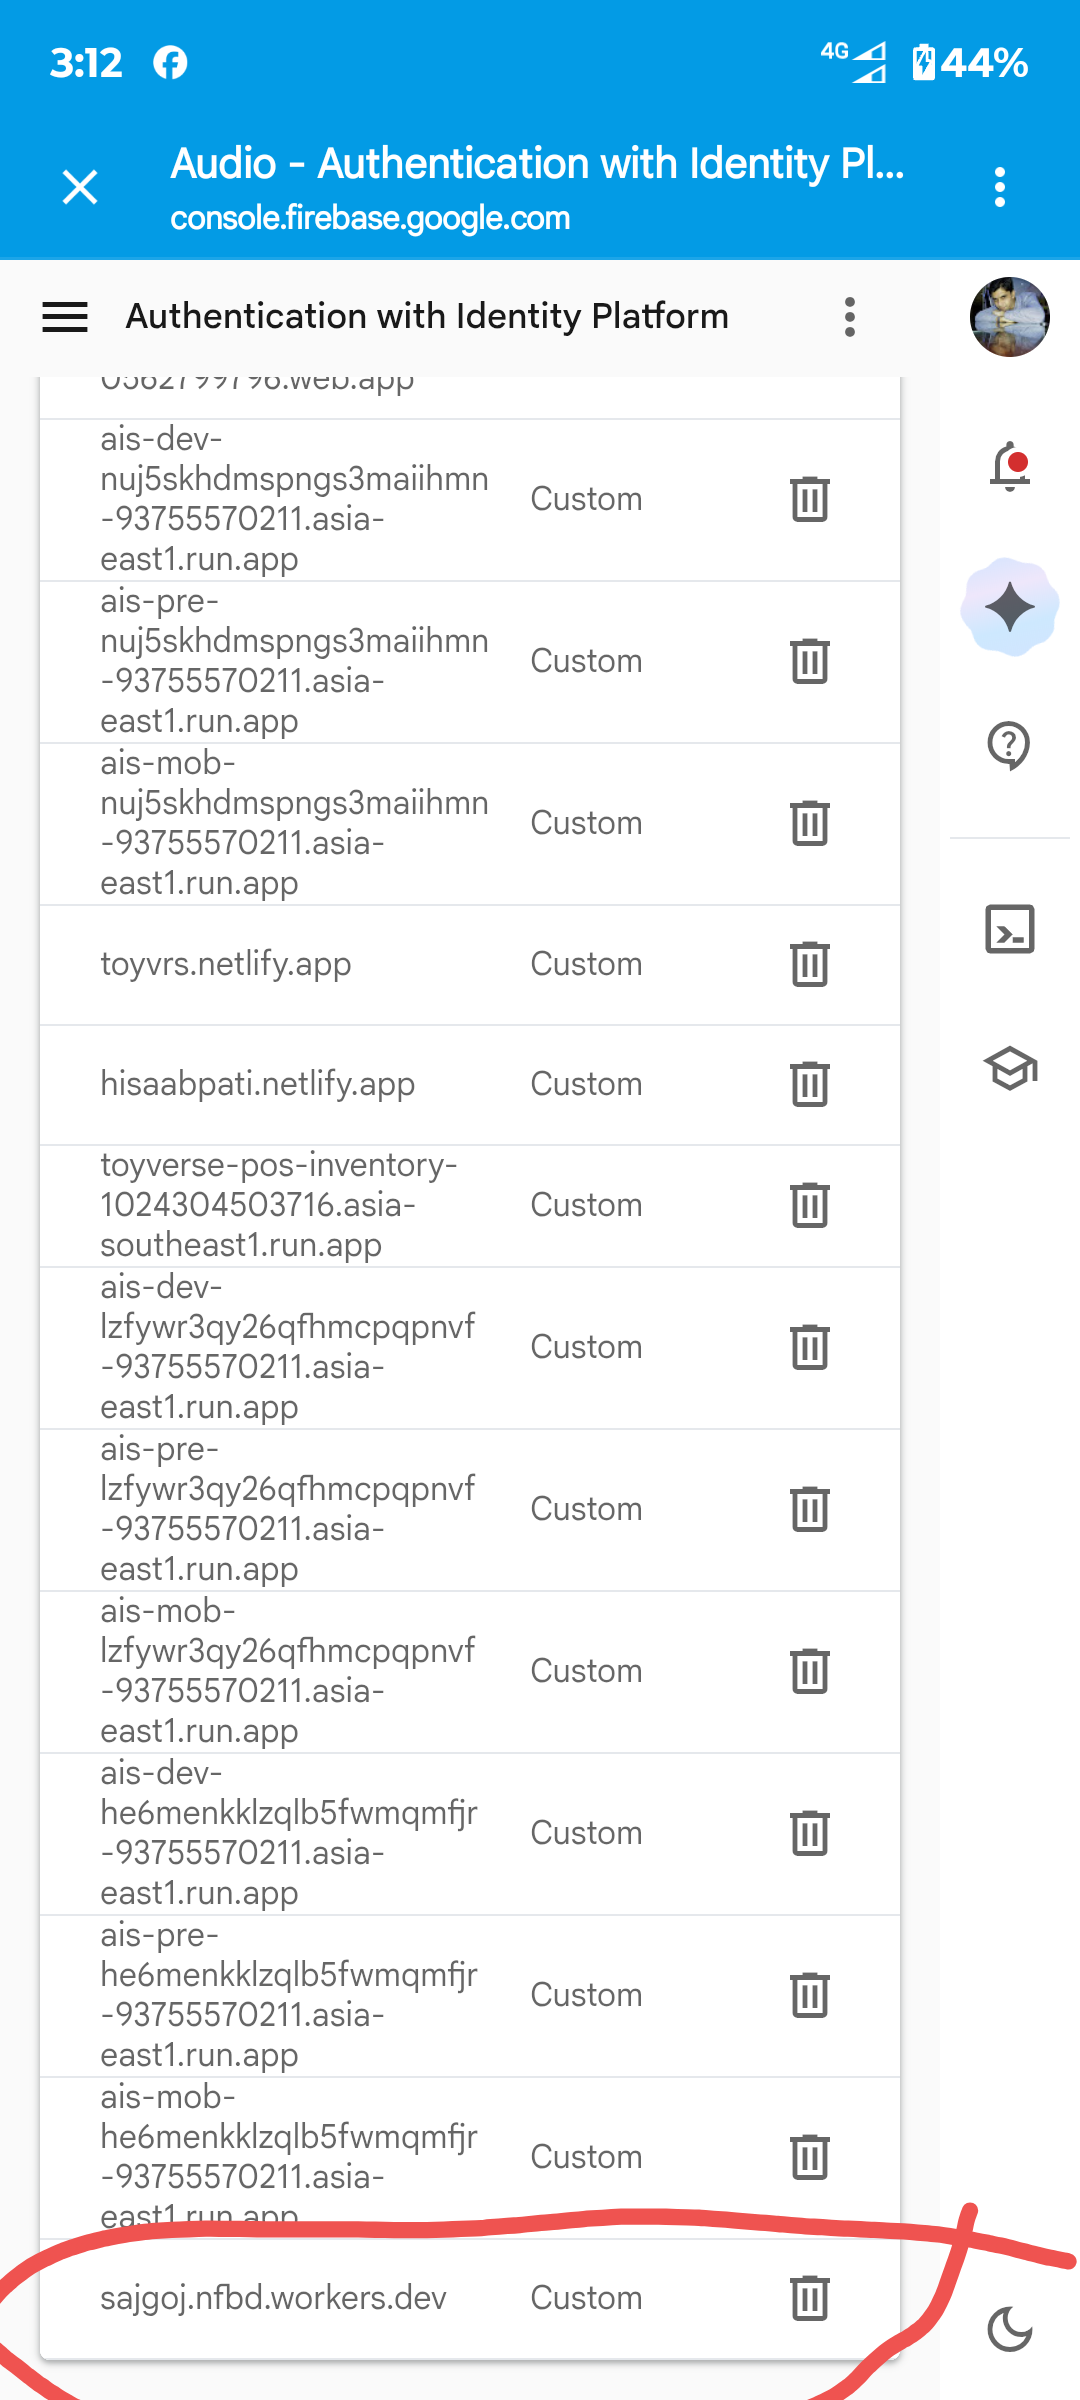 3:12
4G
44%
Audio - Authentication with Identity Pl...
console.firebase.google.com
Authentication with Identity Platform
0562799796.web.app
ais-dev-
nuj5skhdmspngs3maiihmn
-93755570211.asia-
east1.run.app
Custom
ais-pre-
nuj5skhdmspngs3maiihmn
-93755570211.asia-
east1.run.app
Custom
ais-mob-
nuj5skhdmspngs3maiihmn
-93755570211.asia-
east1.run.app
Custom
toyvrs.netlify.app
Custom
hisaabpati.netlify.app
Custom
toyverse-pos-inventory-
1024304503716.asia-
southeast1.run.app
Custom
ais-dev-
lzfywr3qy26qfhmcpqpnvf
-93755570211.asia-
east1.run.app
Custom
ais-pre-
lzfywr3qy26qfhmcpqpnvf
-93755570211.asia-
east1.run.app
Custom
ais-mob-
lzfywr3qy26qfhmcpqpnvf
-93755570211.asia-
east1.run.app
Custom
ais-dev-
he6menkklzqlb5fwmqmfjr
-93755570211.asia-
east1.run.app
Custom
ais-pre-
he6menkklzqlb5fwmqmfjr
-93755570211.asia-
east1.run.app
Custom
ais-mob-
he6menkklzqlb5fwmqmfjr
-93755570211.asia-
east1.run.app
Custom
sajgoj.nfbd.workers.dev
Custom